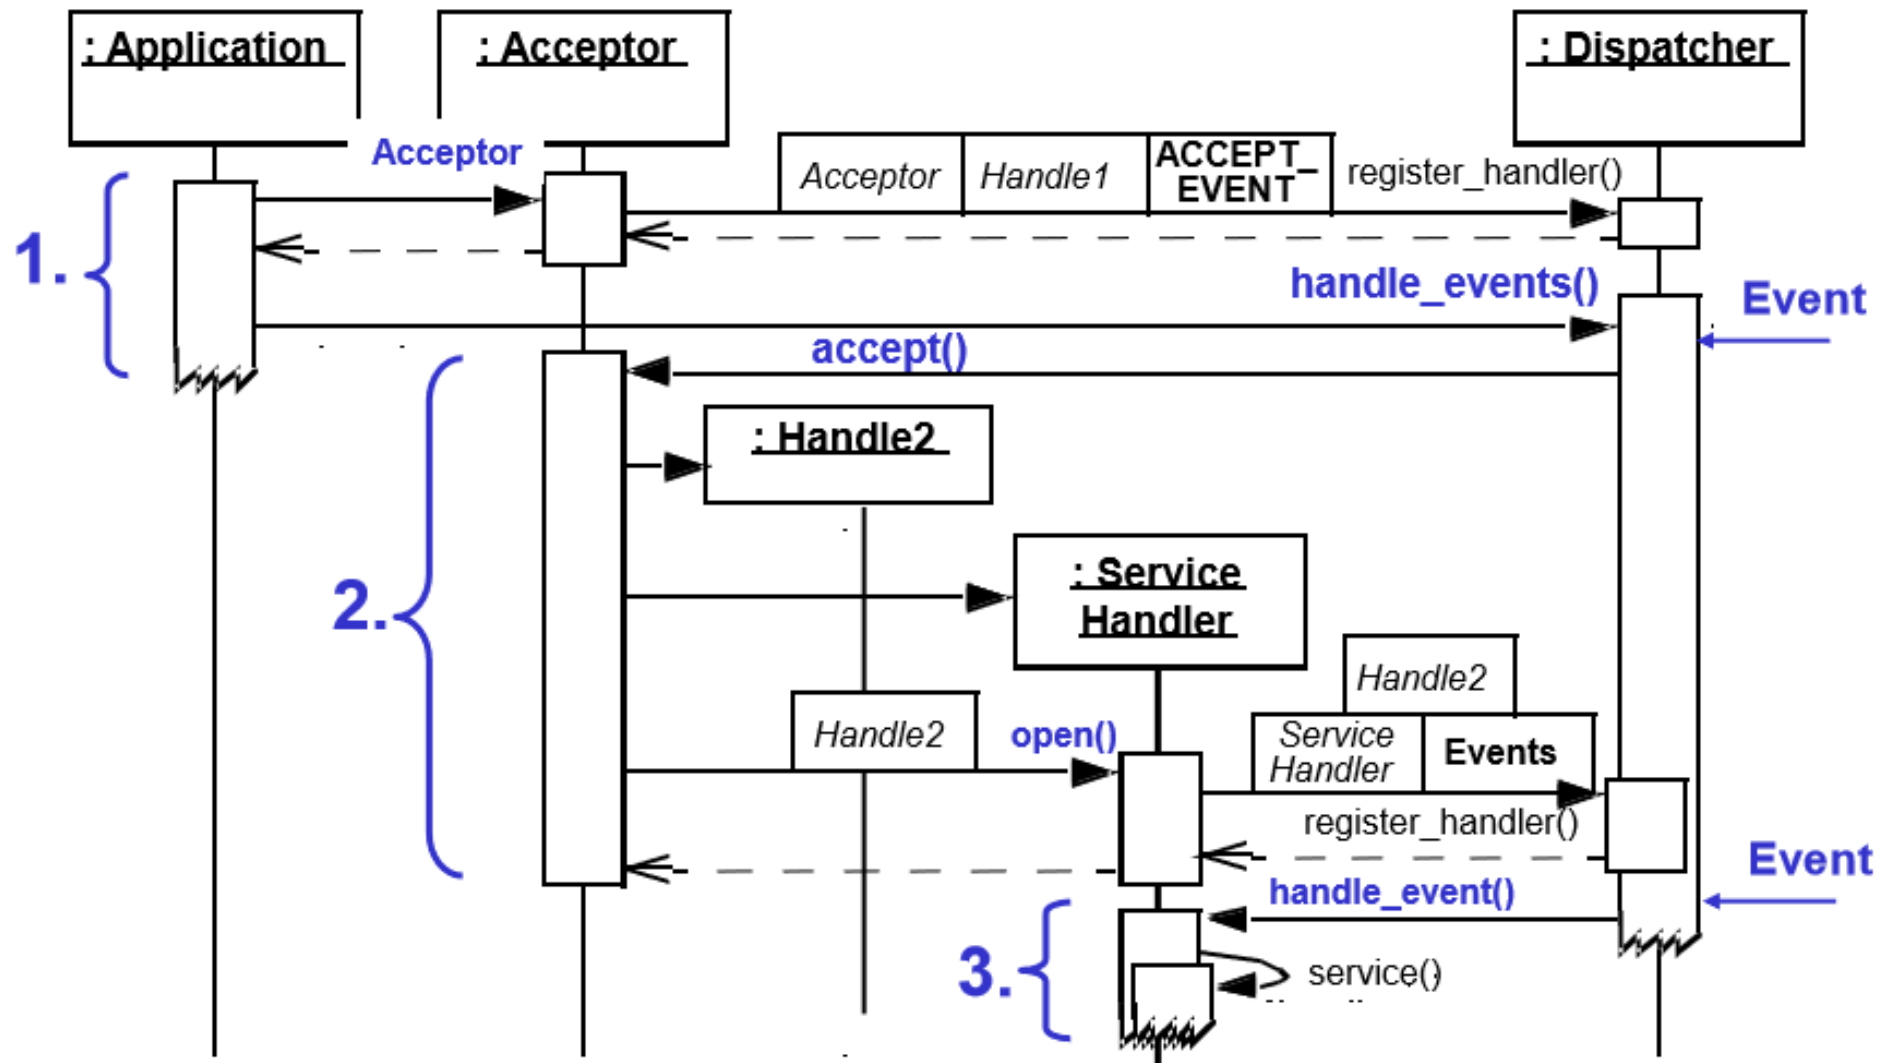 : Application
: Acceptor
: Dispatcher
Acceptor
Acceptor
Handle1
ACCEPT_
EVENT
register_handler()
1.
handle_events()
Event
accept()
: Handle2
2.
: Service
Handler
Handle2
Handle2
open()
Service
Handler
Events
register_handler()
Event
handle_event()
3.
service()